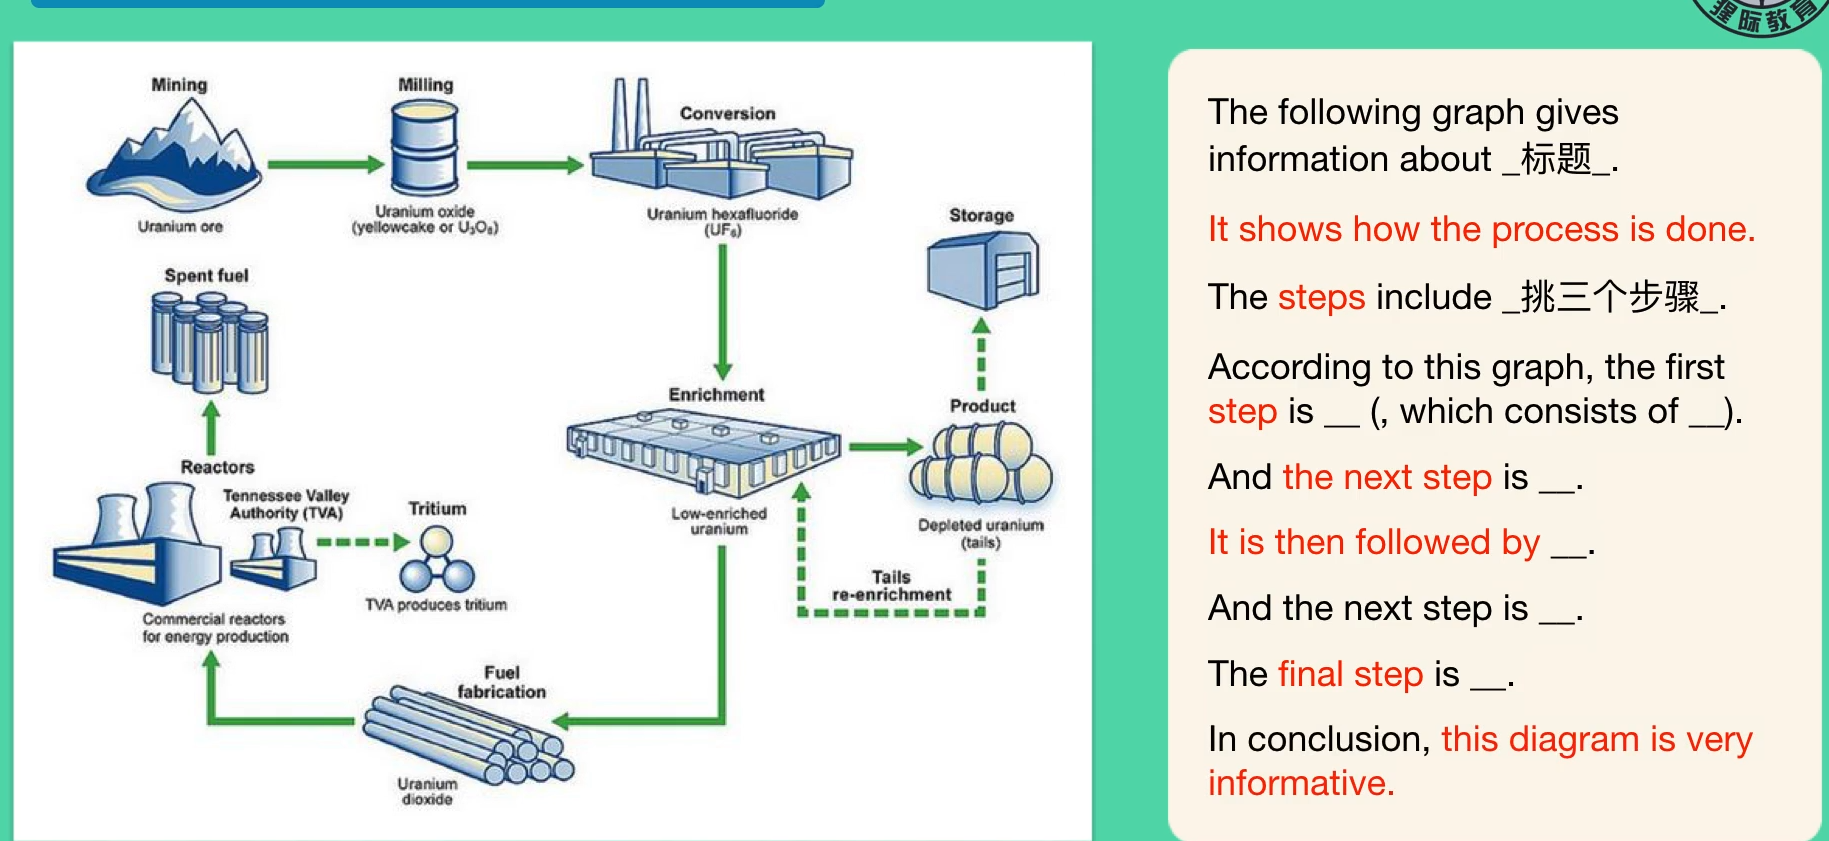 猩际教育
Mining
Uranium ore
Milling
Uranium oxide
(yellowcake or U₃O₈)
Conversion
Uranium hexafluoride
(UF₆)
Storage
Spent fuel
Enrichment
Low-enriched
uranium
Product
Depleted uranium
(tails)
Tails
re-enrichment
Reactors
Tennessee Valley
Authority (TVA)
Tritium
TVA produces tritium
Commercial reactors
for energy production
Fuel
fabrication
Uranium
dioxide
The following graph gives
information about _标题_.
It shows how the process is done.
The steps include _挑三个步骤_.
According to this graph, the first
step is __ (, which consists of __).
And the next step is __.
It is then followed by __.
And the next step is __.
The final step is __.
In conclusion, this diagram is very
informative.